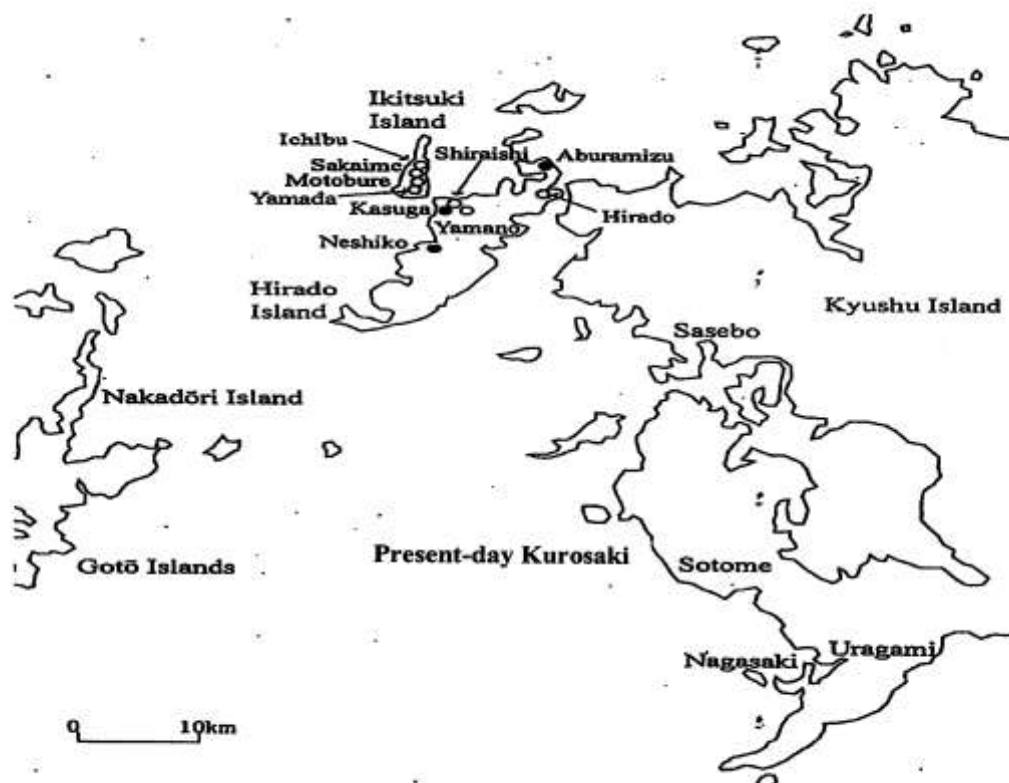 Ikitsuki
Island
Ichibu
Shiraishi
Aburamizu
Sakaime
Motobure
Yamada
Kasuga
Hirado
Yamano
Neshiko
Hirado
Island
Kyushu Island
Sasebo
Nakadōri Island
Present-day Kurosaki
Gotō Islands
Sotome
Uragami
Nagasaki
0
10km